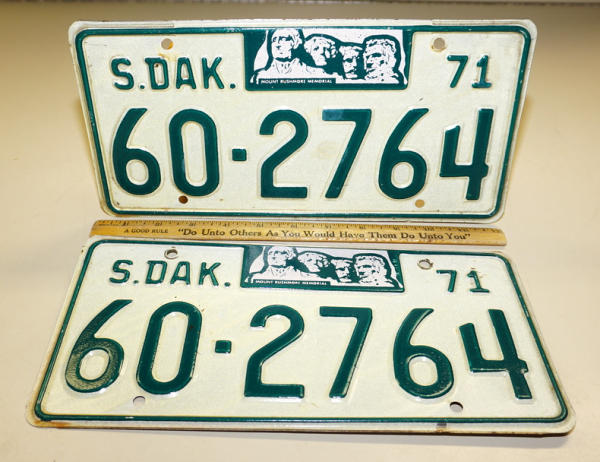 S.DAK.
MOUNT RUSHMORE MEMORIAL
71
60-2764
A GOOD RULE "Do Unto Others As You Would Have Them Do Unto You"
S.DAK.
MOUNT RUSHMORE MEMORIAL
71
60-2764